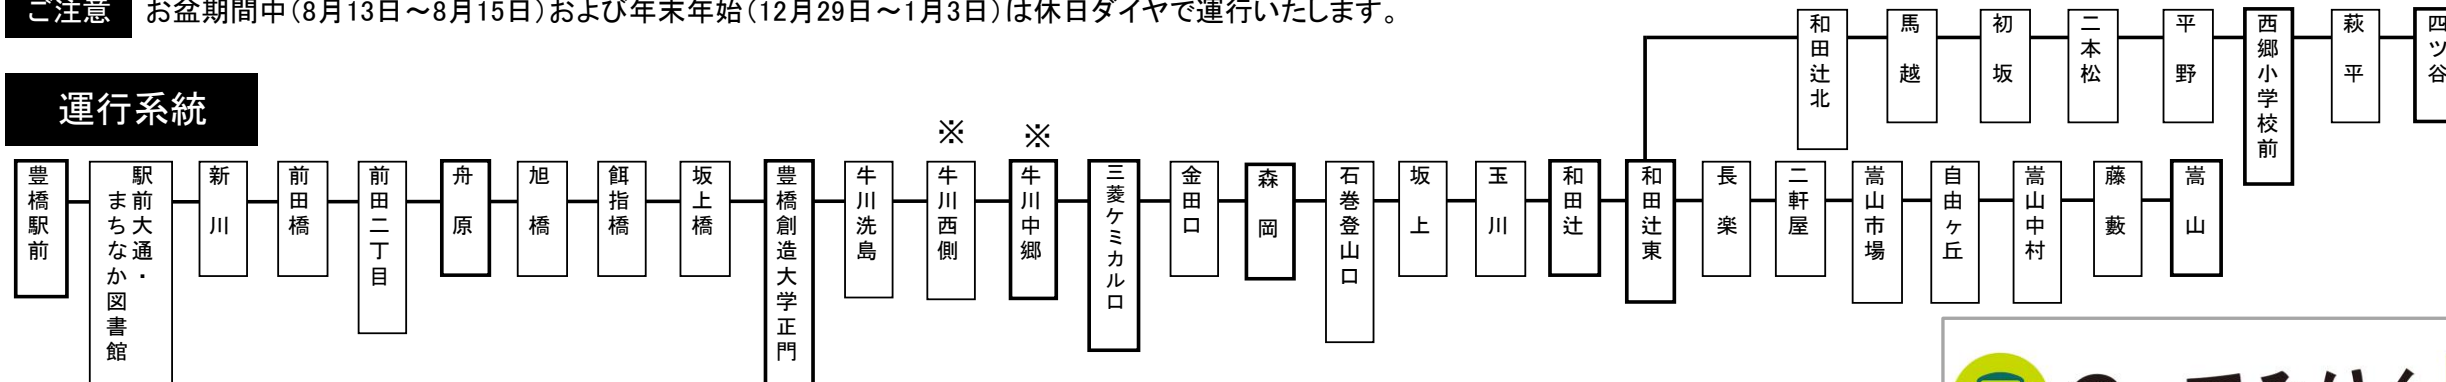 ご注意
お盆期間中(8月13日～8月15日)および年末年始(12月29日～1月3日)は休日ダイヤで運行いたします。
運行系統
和田辻北
馬越
初坂
二本松
平野
西郷小学校前
萩平
四ツ谷
※
※
豊橋駅前
駅前大通・
まちなか図書館
新川
前田橋
前田二丁目
舟原
旭橋
餌指橋
坂上橋
豊橋創造大学正門
牛川洗島
牛川西側
牛川中郷
三菱ケミカル口
金田口
森岡
石巻登山口
坂上
玉川
和田辻
和田辻東
長楽
二軒屋
嵩山市場
自由ヶ丘
嵩山中村
藤藪
嵩山